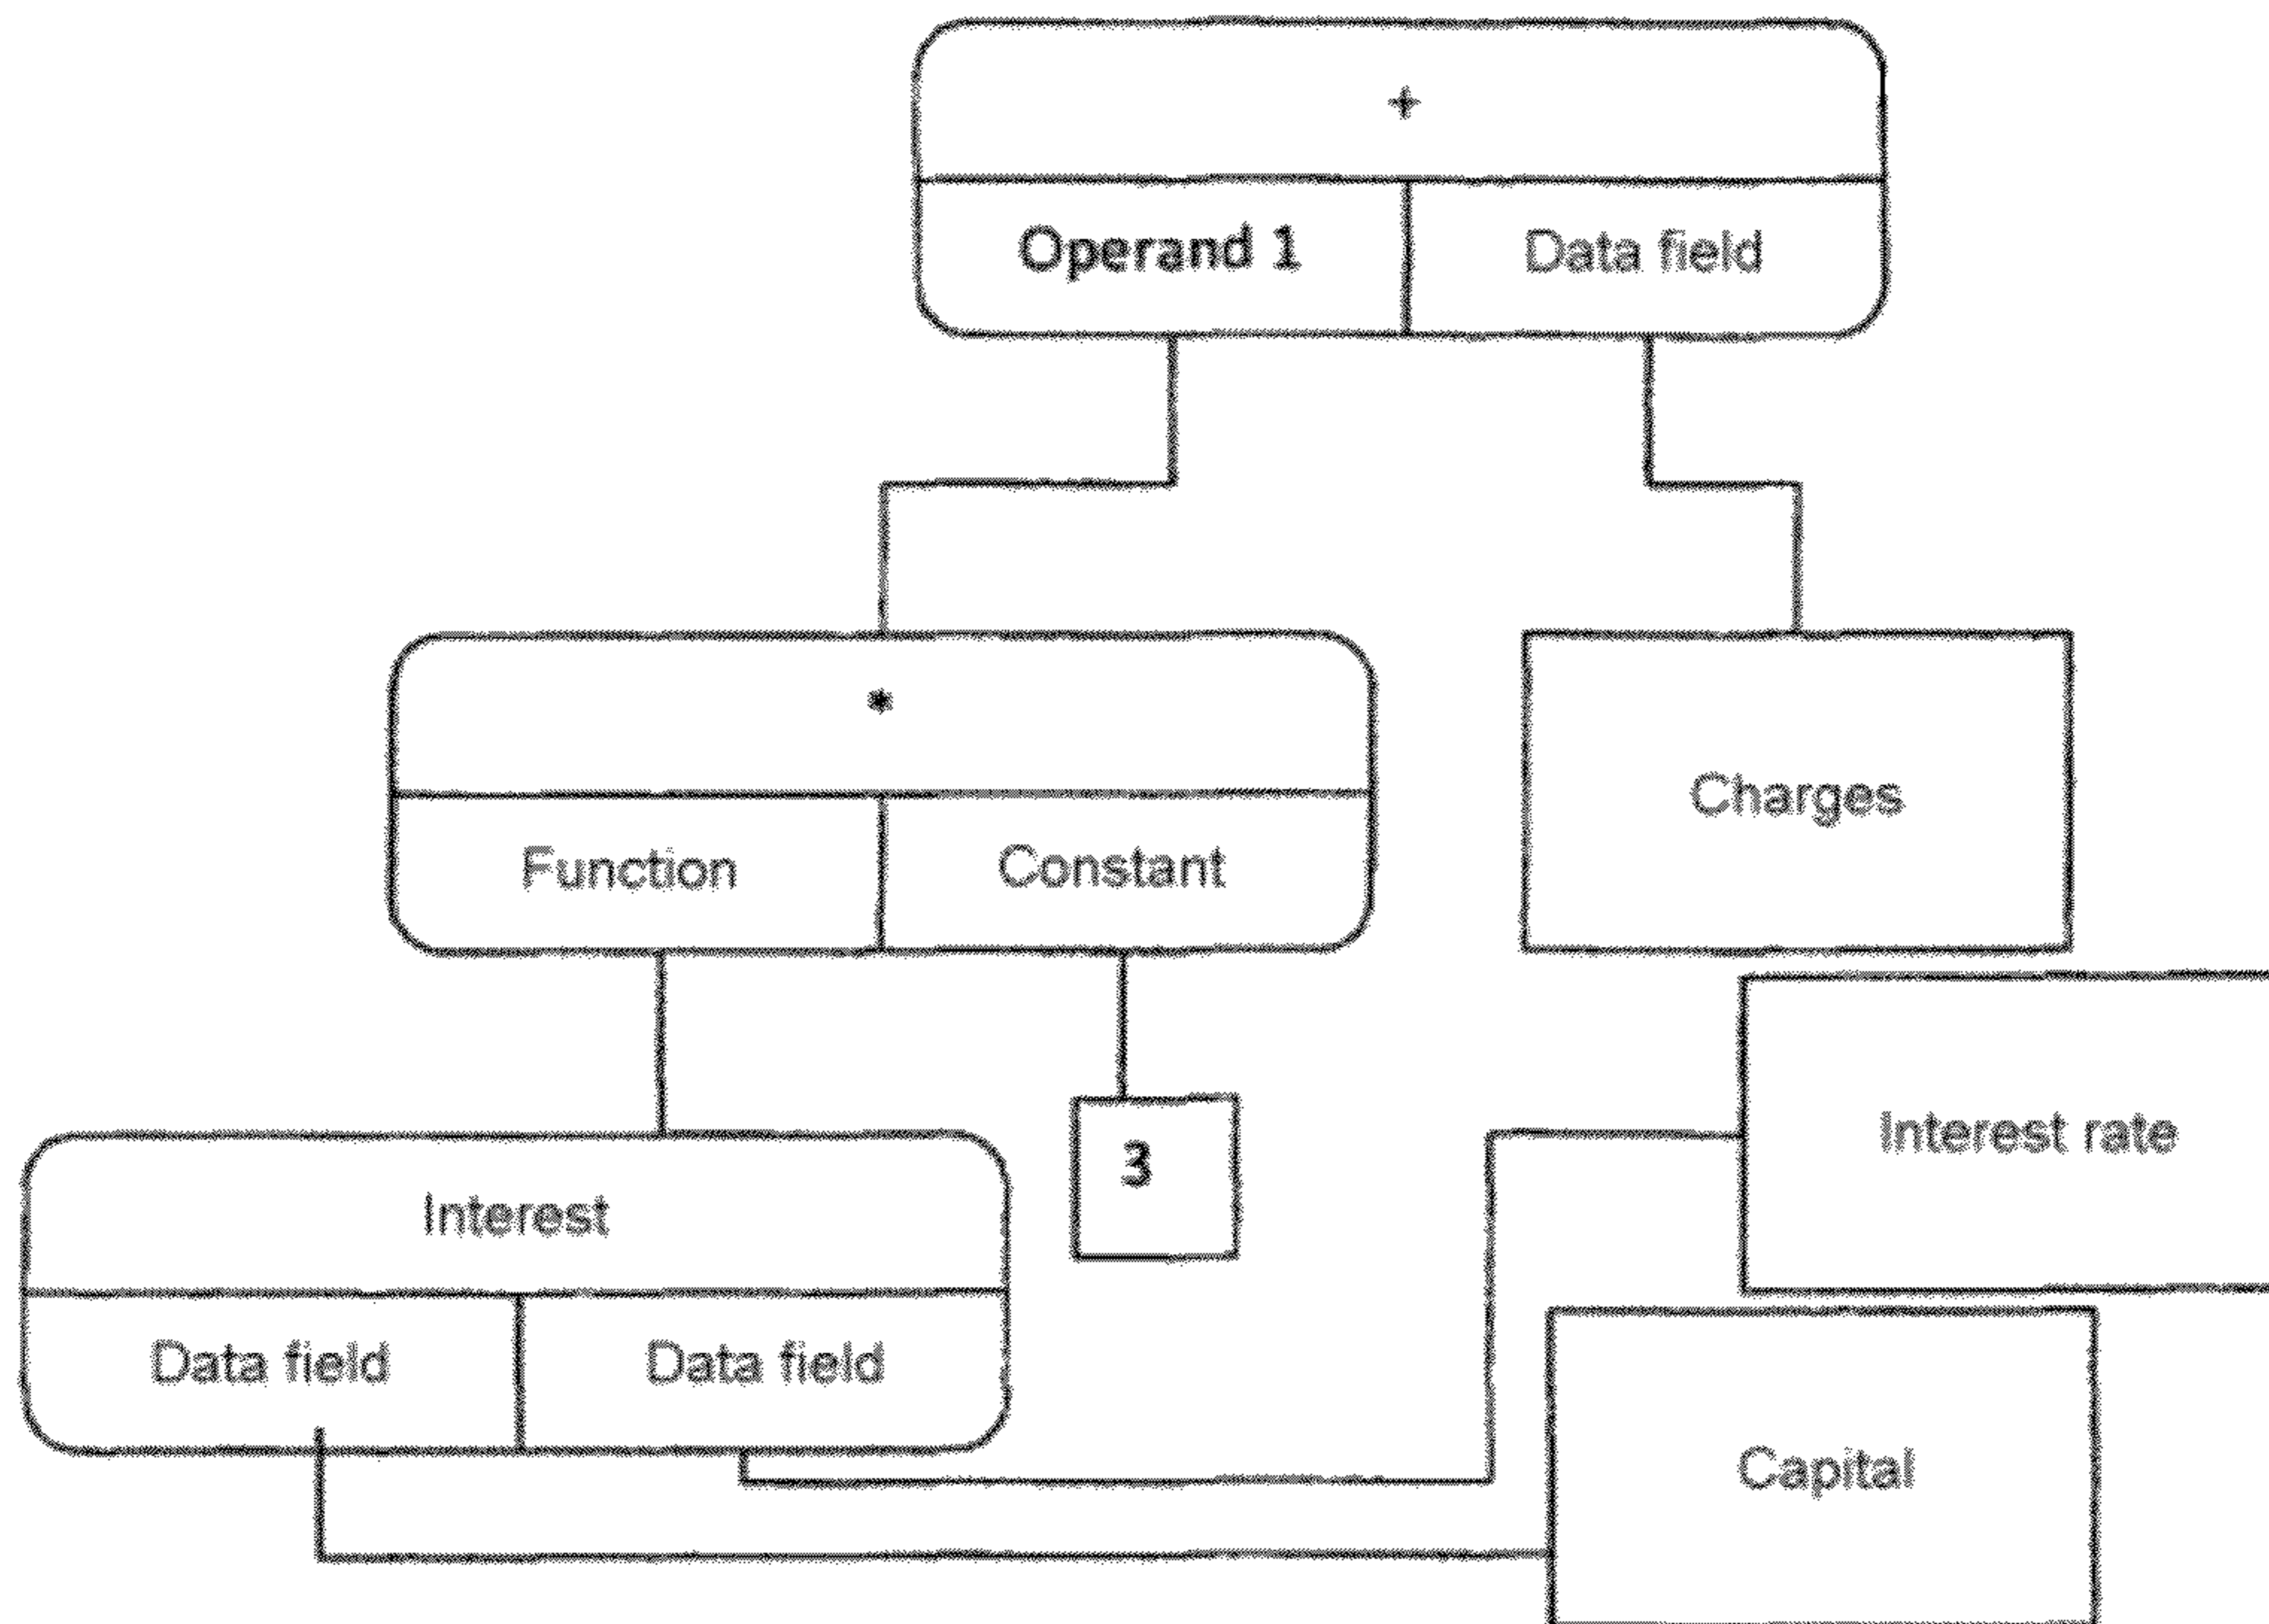 +
Operand 1
Data field
*
Function
Constant
Charges
Interest rate
3
Interest
Data field
Data field
Capital